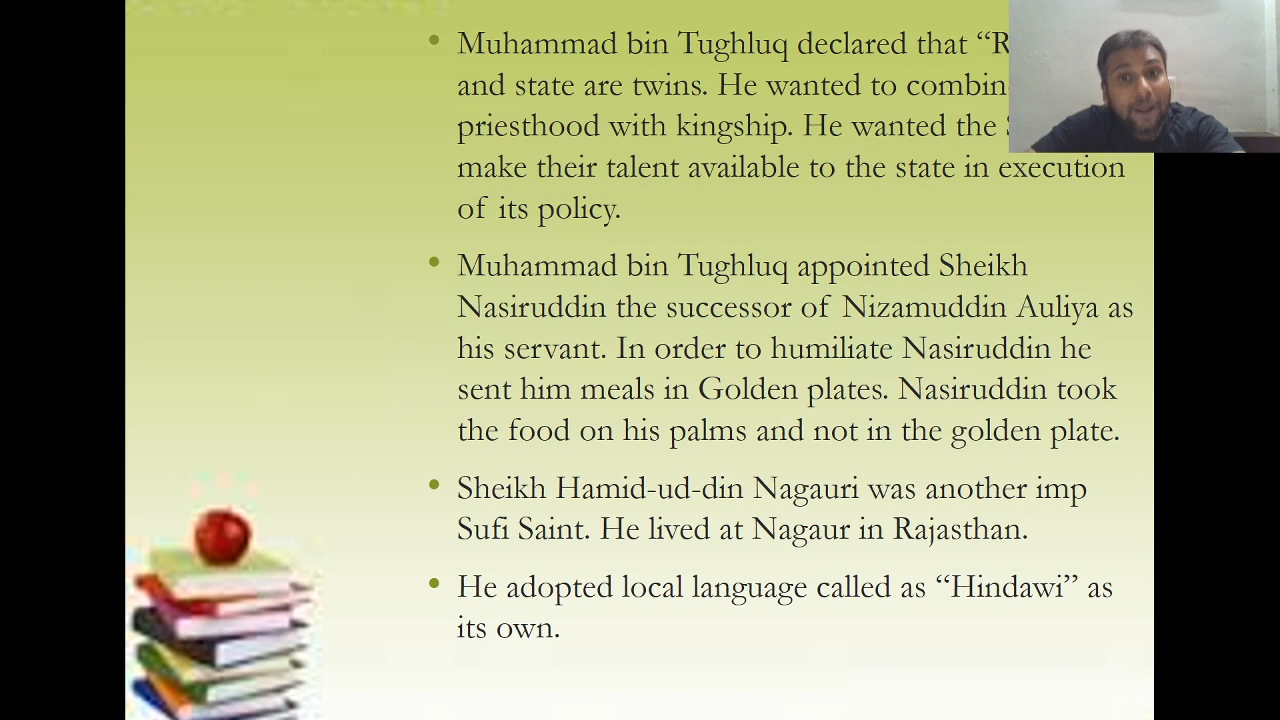 Muhammad bin Tughluq declared that “R
and state are twins. He wanted to combin
priesthood with kingship. He wanted the
make their talent available to the state in execution
of its policy.
Muhammad bin Tughluq appointed Sheikh
Nasiruddin the successor of Nizamuddin Auliya as
his servant. In order to humiliate Nasiruddin he
sent him meals in Golden plates. Nasiruddin took
the food on his palms and not in the golden plate.
Sheikh Hamid-ud-din Nagauri was another imp
Sufi Saint. He lived at Nagaur in Rajasthan.
He adopted local language called as “Hindawi” as
its own.